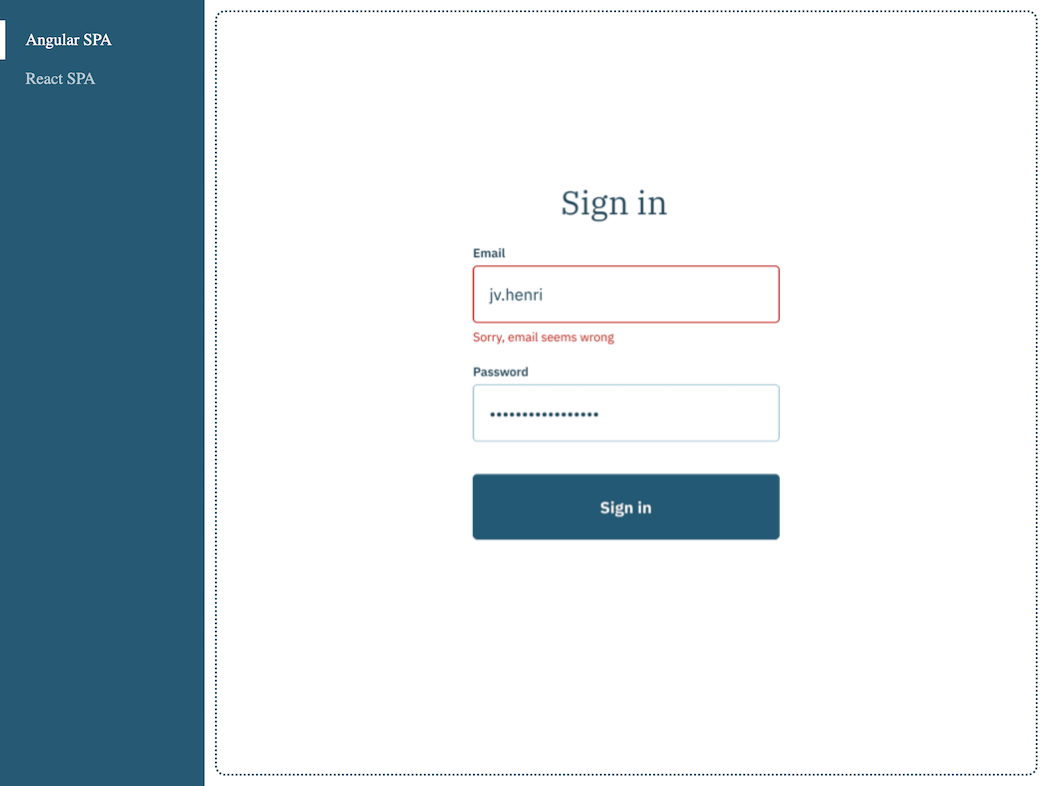 Angular SPA
React SPA
Sign in
Email
jv.henri
Sorry, email seems wrong
Password
•••••••••••••••••
Sign in